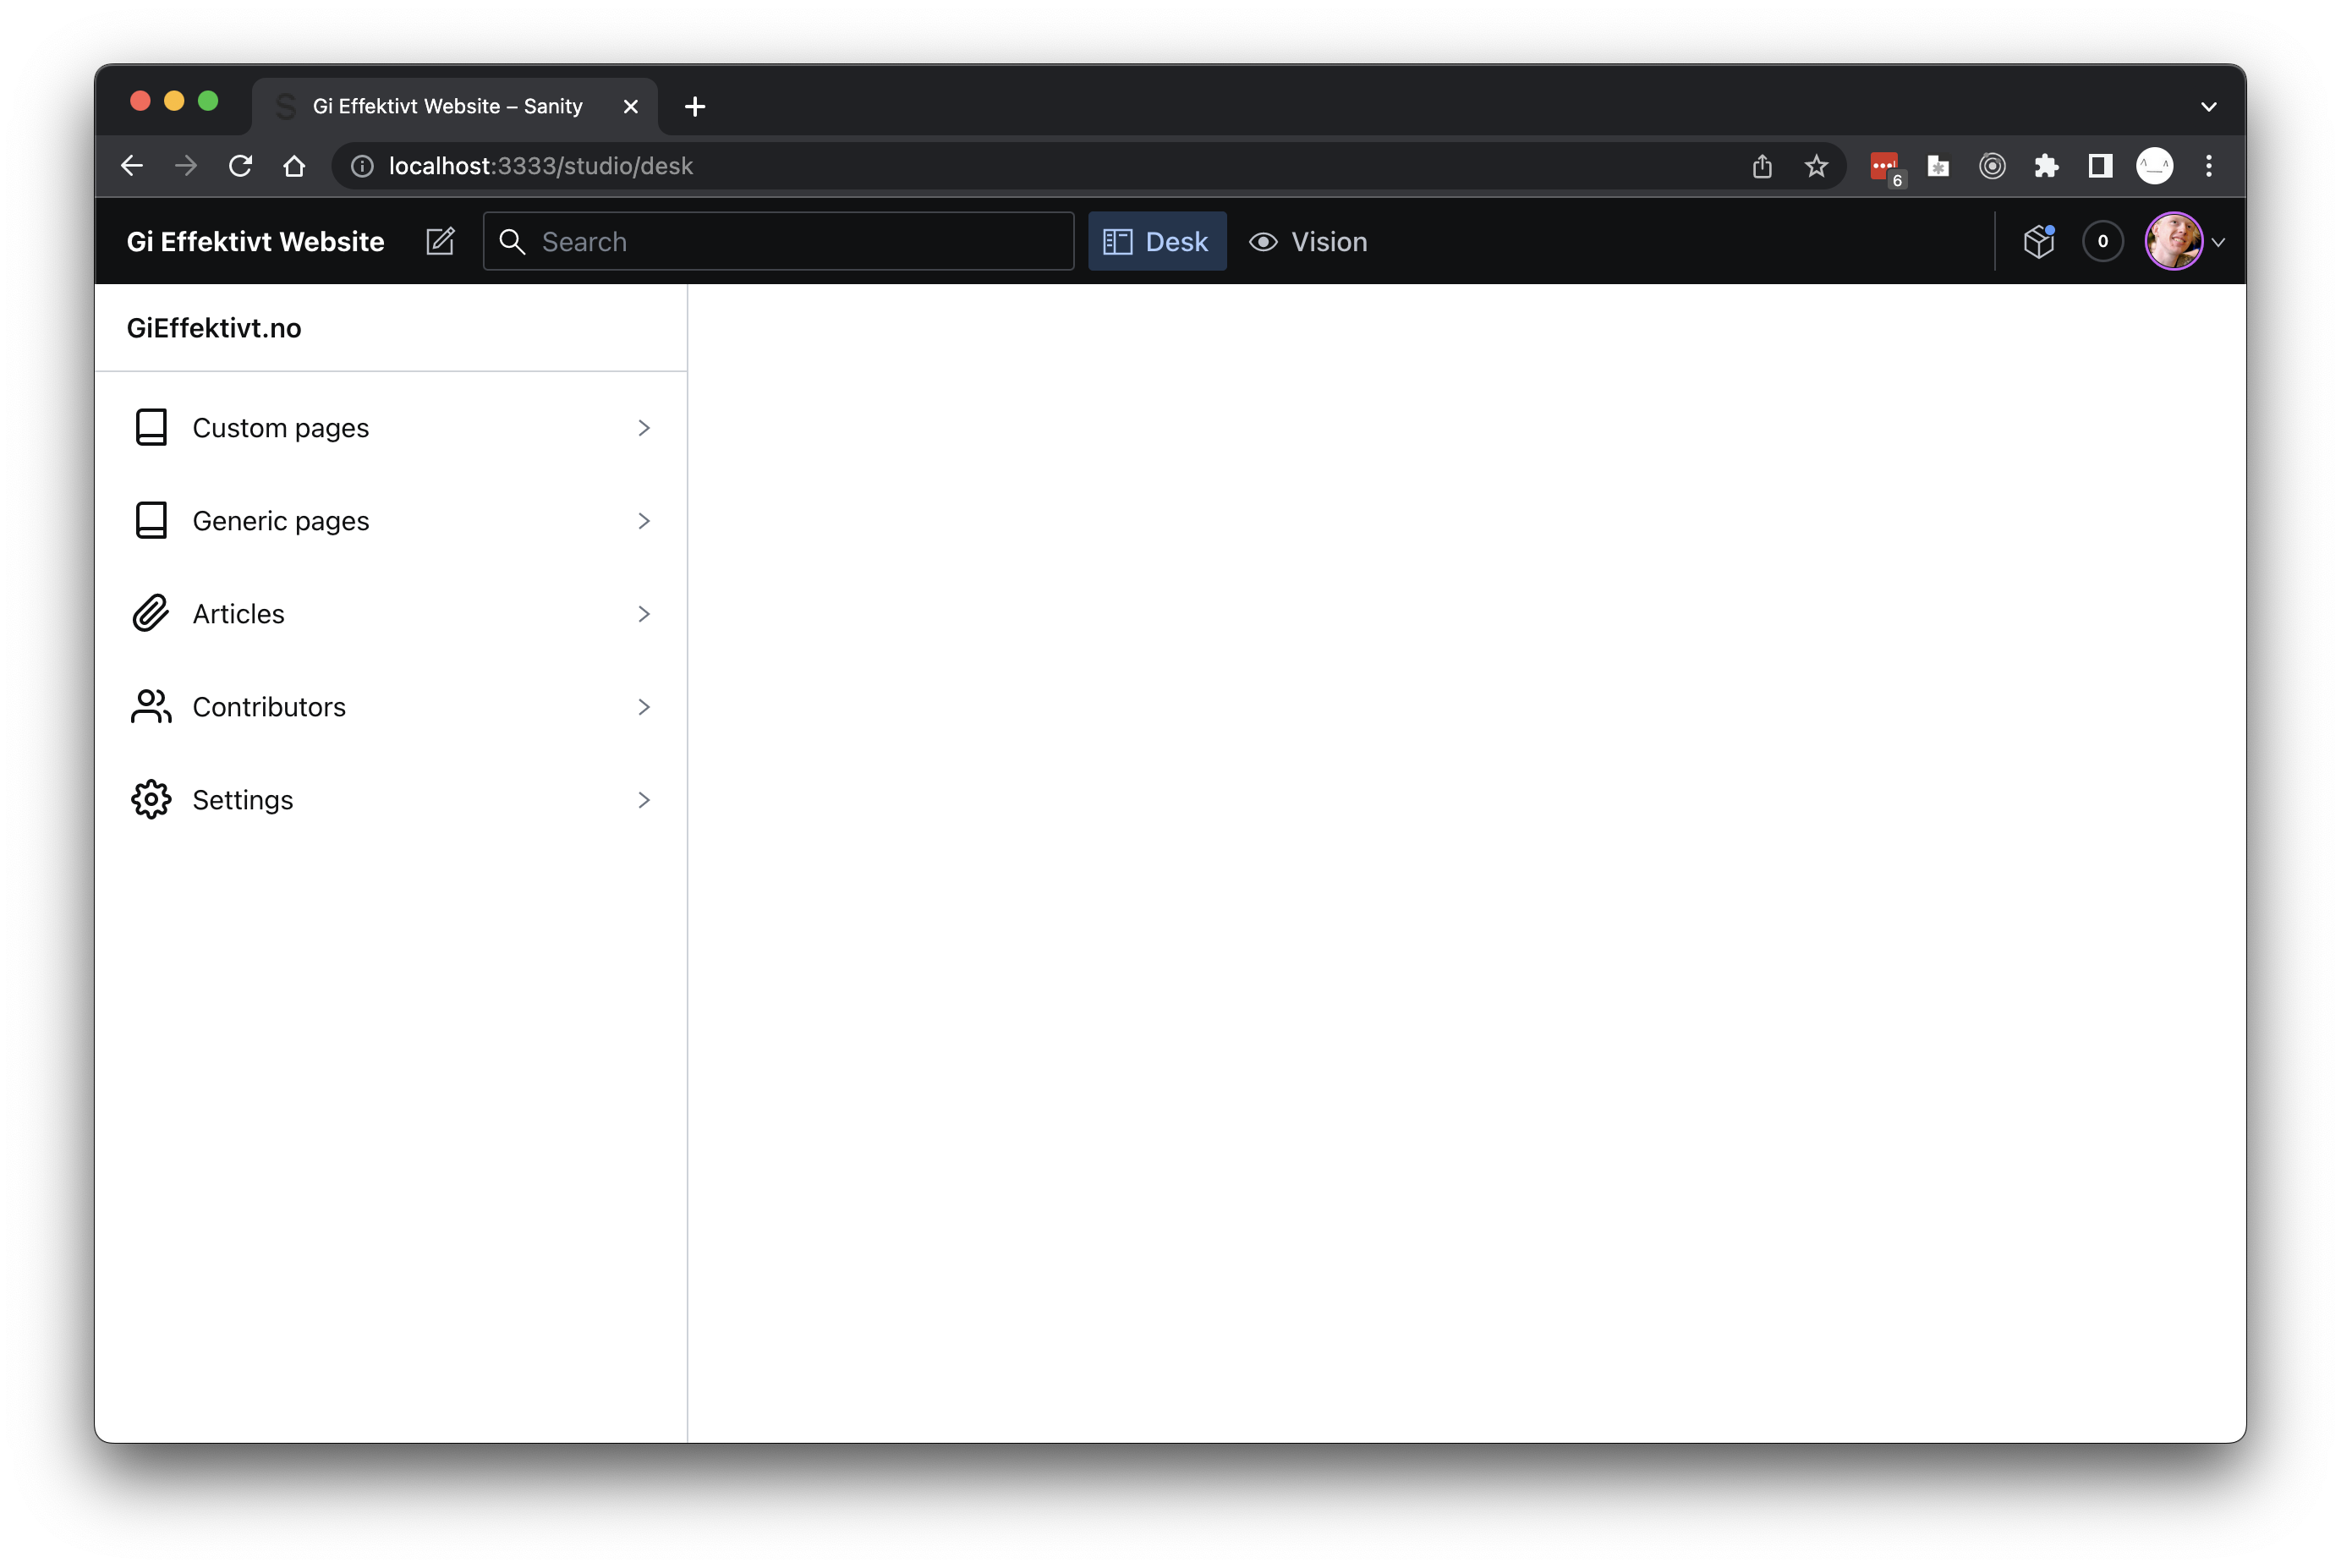 Gi Effektivt Website – Sanity
localhost:3333/studio/desk
6
Gi Effektivt Website
Search
Desk
Vision
0
GiEffektivt.no
Custom pages
Generic pages
Articles
Contributors
Settings